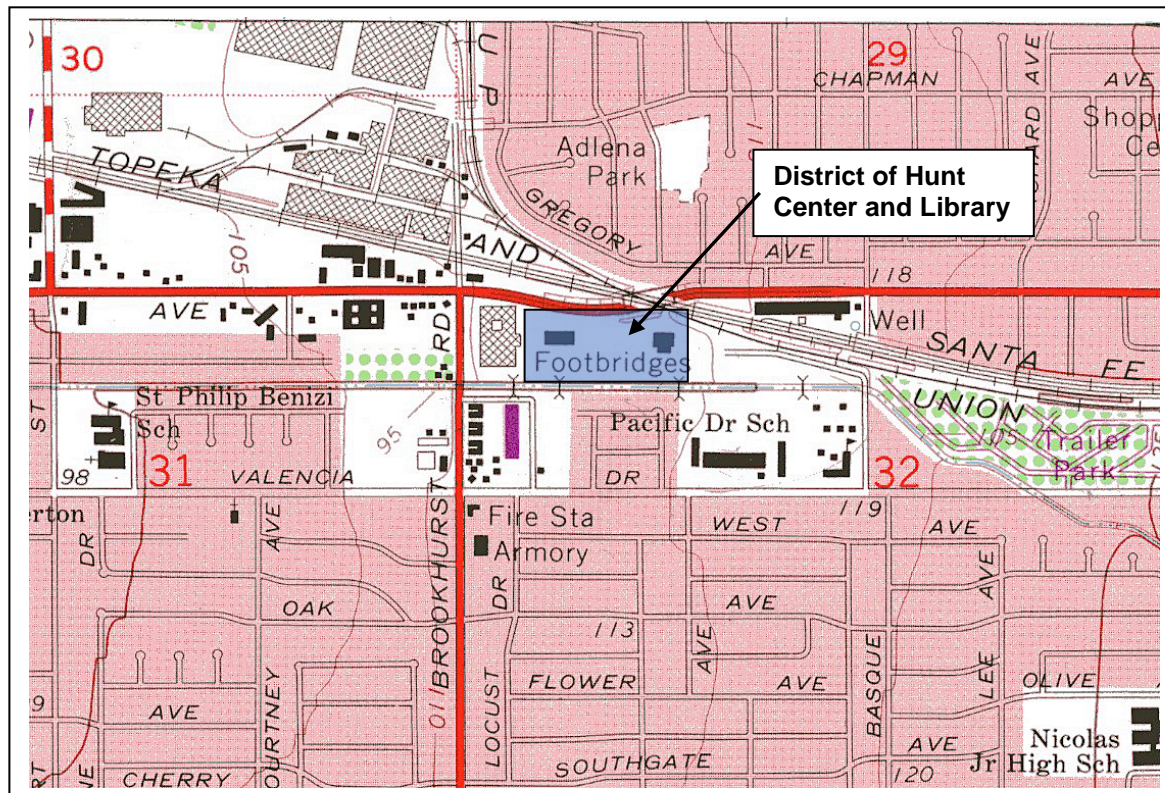 30
29
U P
CHAPMAN AVE
Adlena
Park
TOPEKA
GREGORY
AVE
District of Hunt
Center and Library
Shopp
Ce
105
AND
118
AVE
RD
Footbridges
Well
SANTA FE
UNION
St Philip Benizi
Sch
95
Pacific Dr Sch
105
Trailer
Park
ST
98
31
VALENCIA
DR
32
119
erton
Fire Sta
Armory
WEST AVE
DR
AVE
OAK
BROOKHURST
DR
AVE
113
AVE
BASQUE
LEE
AVE
FLOWER AVE
OLIVE
AVE
110
LOCUST
Nicolas
Jr High Sch
CHERRY
OURTNEY
SOUTHGATE
AVE
120